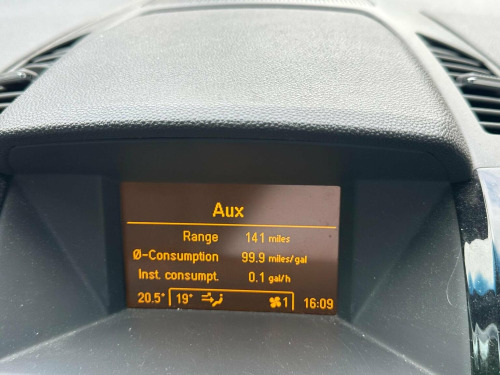 Aux
Range 141 miles
Ø-Consumption 99.9 miles/gal
Inst. consumpt. 0.1 gal/h
20.5° 19° 1 16:09